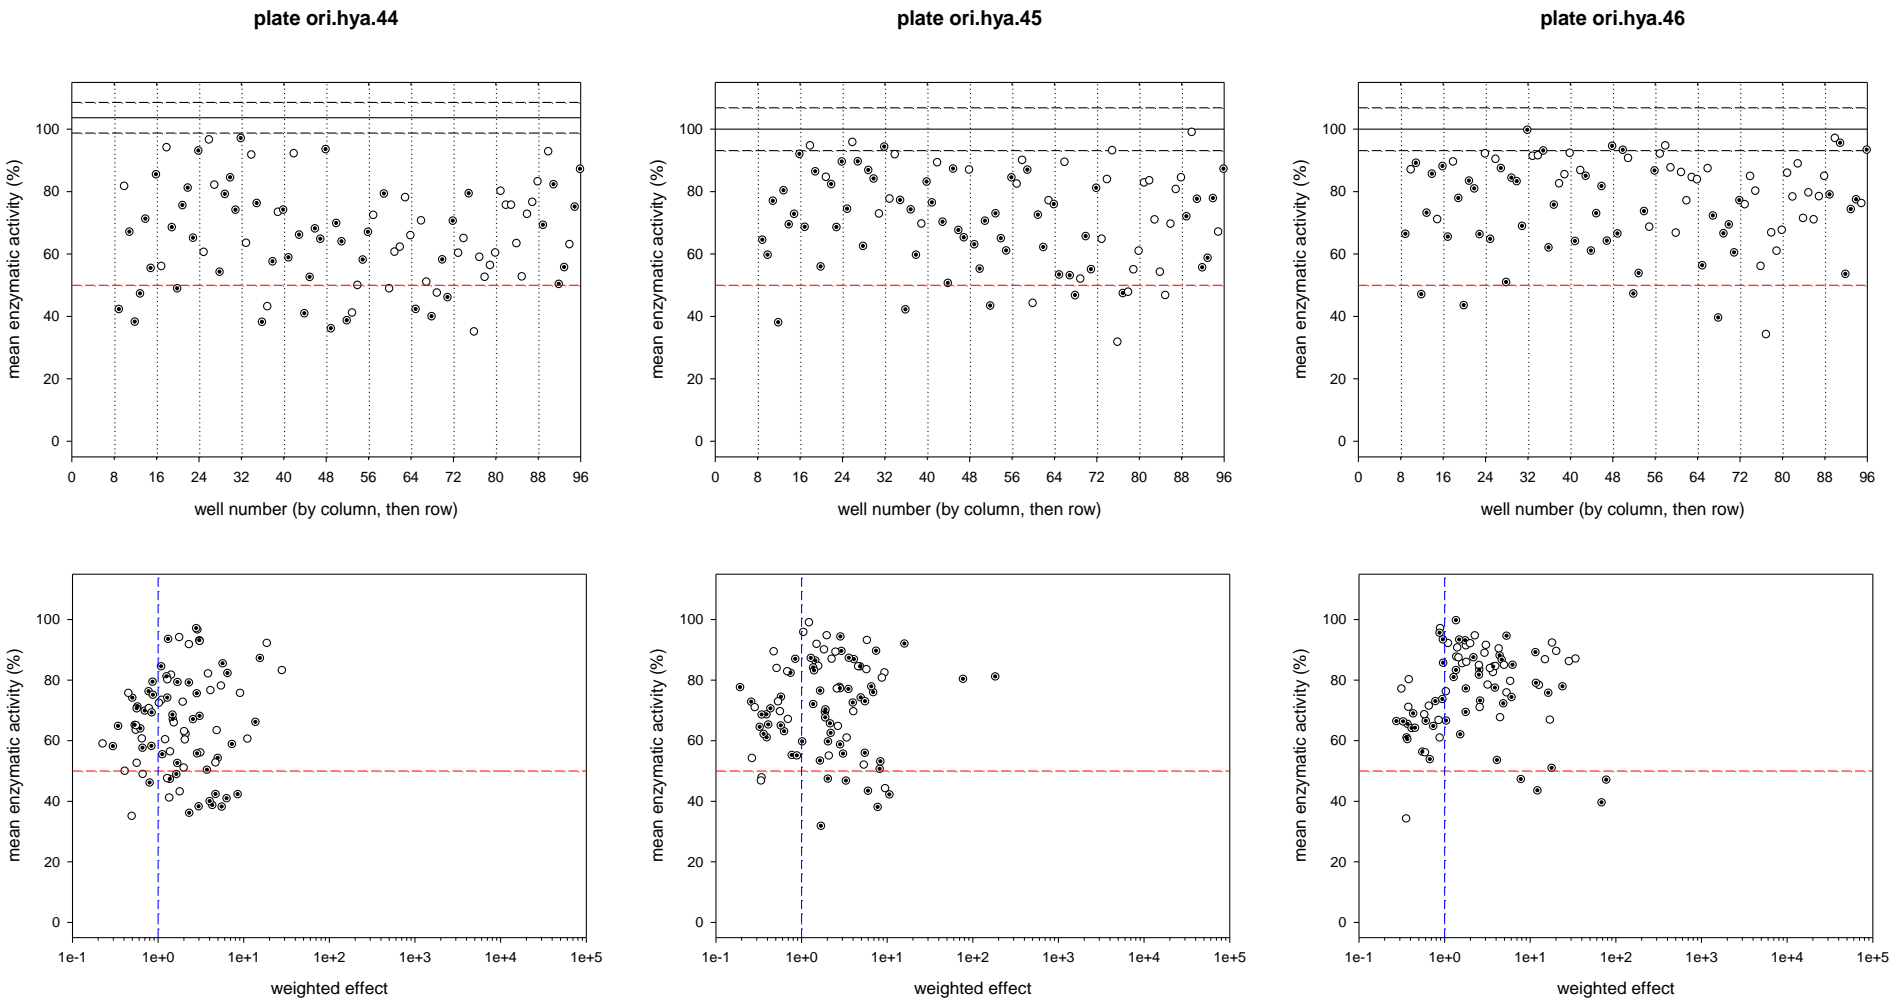 plate ori.hya.44
plate ori.hya.45
plate ori.hya.46
mean enzymatic activity (%)
100
80
60
40
20
0
0 8 16 24 32 40 48 56 64 72 80 88 96
well number (by column, then row)
mean enzymatic activity (%)
100
80
60
40
20
0
0 8 16 24 32 40 48 56 64 72 80 88 96
well number (by column, then row)
mean enzymatic activity (%)
100
80
60
40
20
0
0 8 16 24 32 40 48 56 64 72 80 88 96
well number (by column, then row)
mean enzymatic activity (%)
100
80
60
40
20
0
1e-1 1e+0 1e+1 1e+2 1e+3 1e+4 1e+5
weighted effect
mean enzymatic activity (%)
100
80
60
40
20
0
1e-1 1e+0 1e+1 1e+2 1e+3 1e+4 1e+5
weighted effect
mean enzymatic activity (%)
100
80
60
40
20
0
1e-1 1e+0 1e+1 1e+2 1e+3 1e+4 1e+5
weighted effect